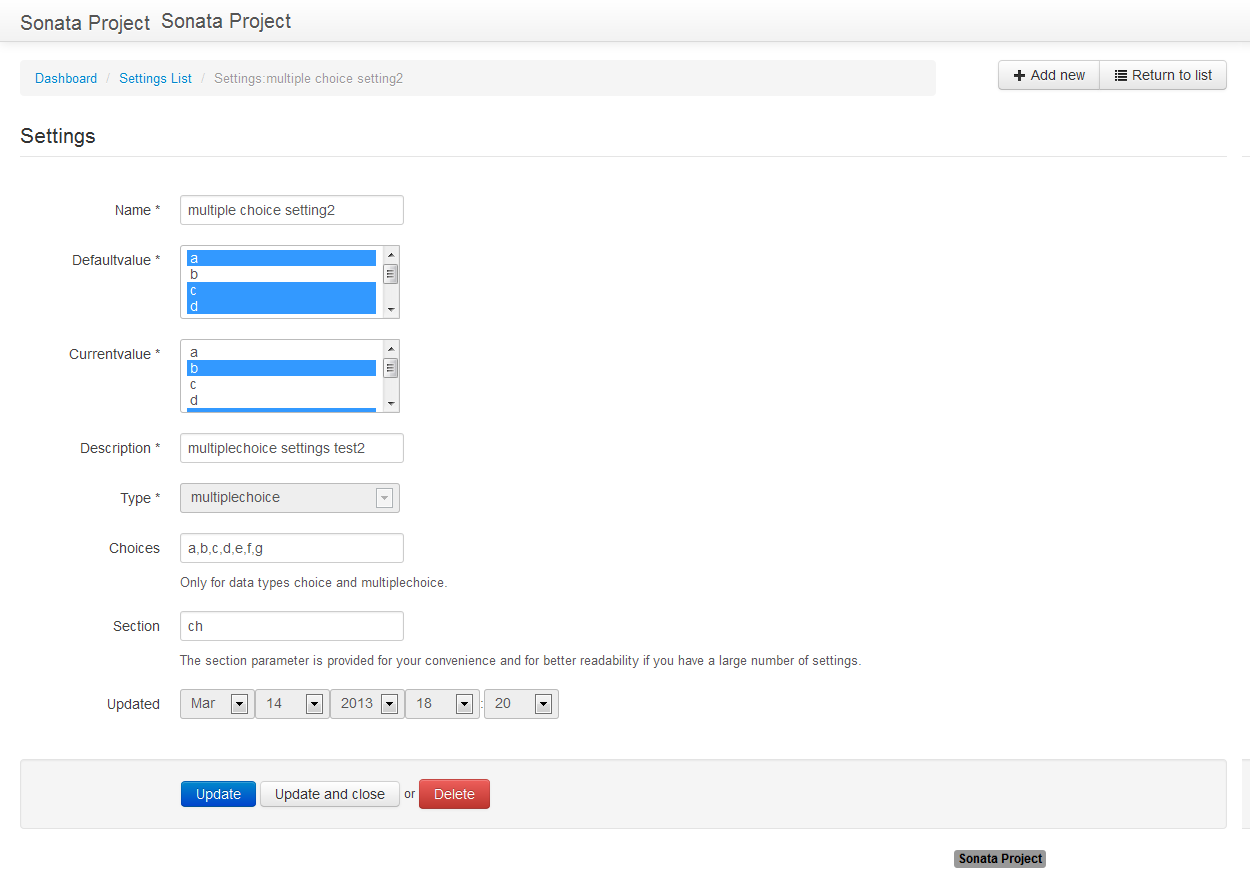 Sonata Project Sonata Project
Dashboard / Settings List / Settings:multiple choice setting2
Add new Return to list
Settings
Name * multiple choice setting2
Defaultvalue * a
b
c
d
Currentvalue * a
b
c
d
Description * multiplechoice settings test2
Type * multiplechoice
Choices a,b,c,d,e,f,g
Only for data types choice and multiplechoice.
Section ch
The section parameter is provided for your convenience and for better readability if you have a large number of settings.
Updated Mar 14 2013 18 : 20
Update Update and close or Delete
Sonata Project